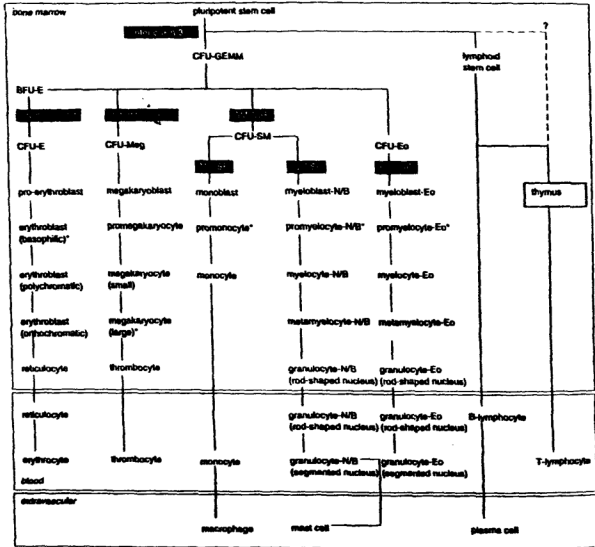 bone marrow
pluripotent stem cell
?
CFU-GEMM
lymphoid
stem cell
BFU-E
CFU-SM
CFU-E
CFU-Meg
CFU-Eo
pro-erythroblast
megakaryoblast
monoblast
myeloblast-N/B
myeloblast-Eo
thymus
erythroblast
(basophilic)*
promegakaryocyte
promonocyte*
promyelocyte-N/B*
promyelocyte-Eo*
erythroblast
(polychromatic)
megakaryocyte
(small)
monocyte
myelocyte-N/B
myelocyte-Eo
erythroblast
(orthochromatic)
megakaryocyte
(large)*
metamyelocyte-N/B
metamyelocyte-Eo
reticulocyte
thrombocyte
granulocyte-N/B
(rod-shaped nucleus)
granulocyte-Eo
(rod-shaped nucleus)
reticulocyte
granulocyte-N/B
(rod-shaped nucleus)
granulocyte-Eo
(rod-shaped nucleus)
B-lymphocyte
erythrocyte
thrombocyte
monocyte
granulocyte-N/B
(segmented nucleus)
granulocyte-Eo
(segmented nucleus)
T-lymphocyte
blood
extravascular
macrophage
mast cell
plasma cell